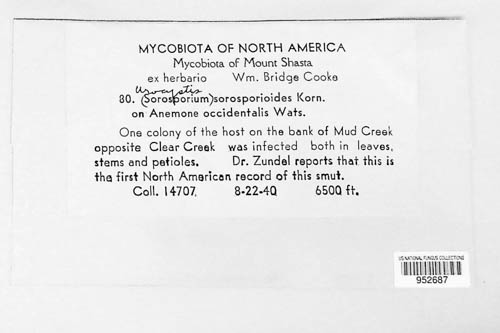 MYCOBIOTA OF NORTH AMERICA
Mycobiota of Mount Shasta
ex herbario Wm. Bridge Cooke
Urocystis
80. (Sorosporium) sorosporioides Korn.
on Anemone occidentalis Wats.
One colony of the host on the bank of Mud Creek
opposite Clear Creek was infected both in leaves,
stems and petioles. Dr. Zundel reports that this is
the first North American record of this smut.
Coll. 14707. 8-22-40 6500 ft.
US NATIONAL FUNGUS COLLECTIONS
952687